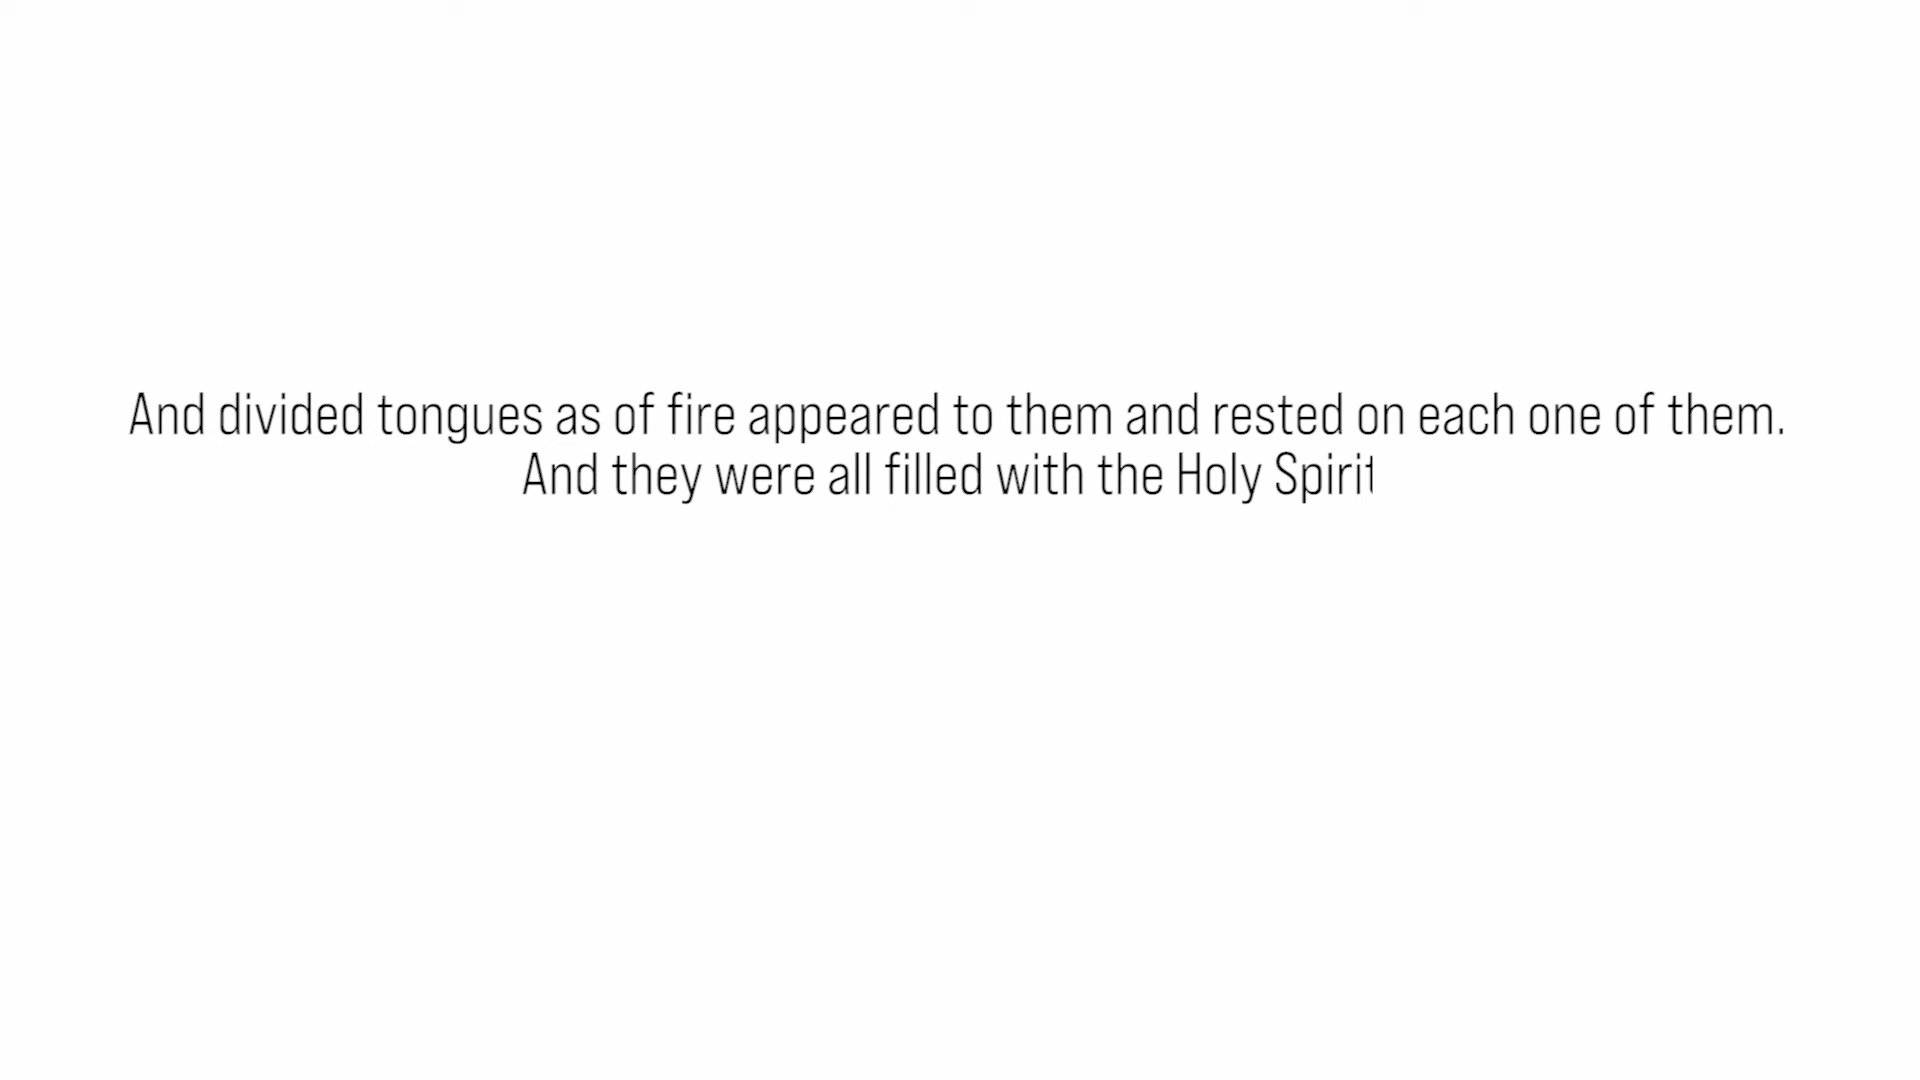 And divided tongues as of fire appeared to them and rested on each one of them.
And they were all filled with the Holy Spirit